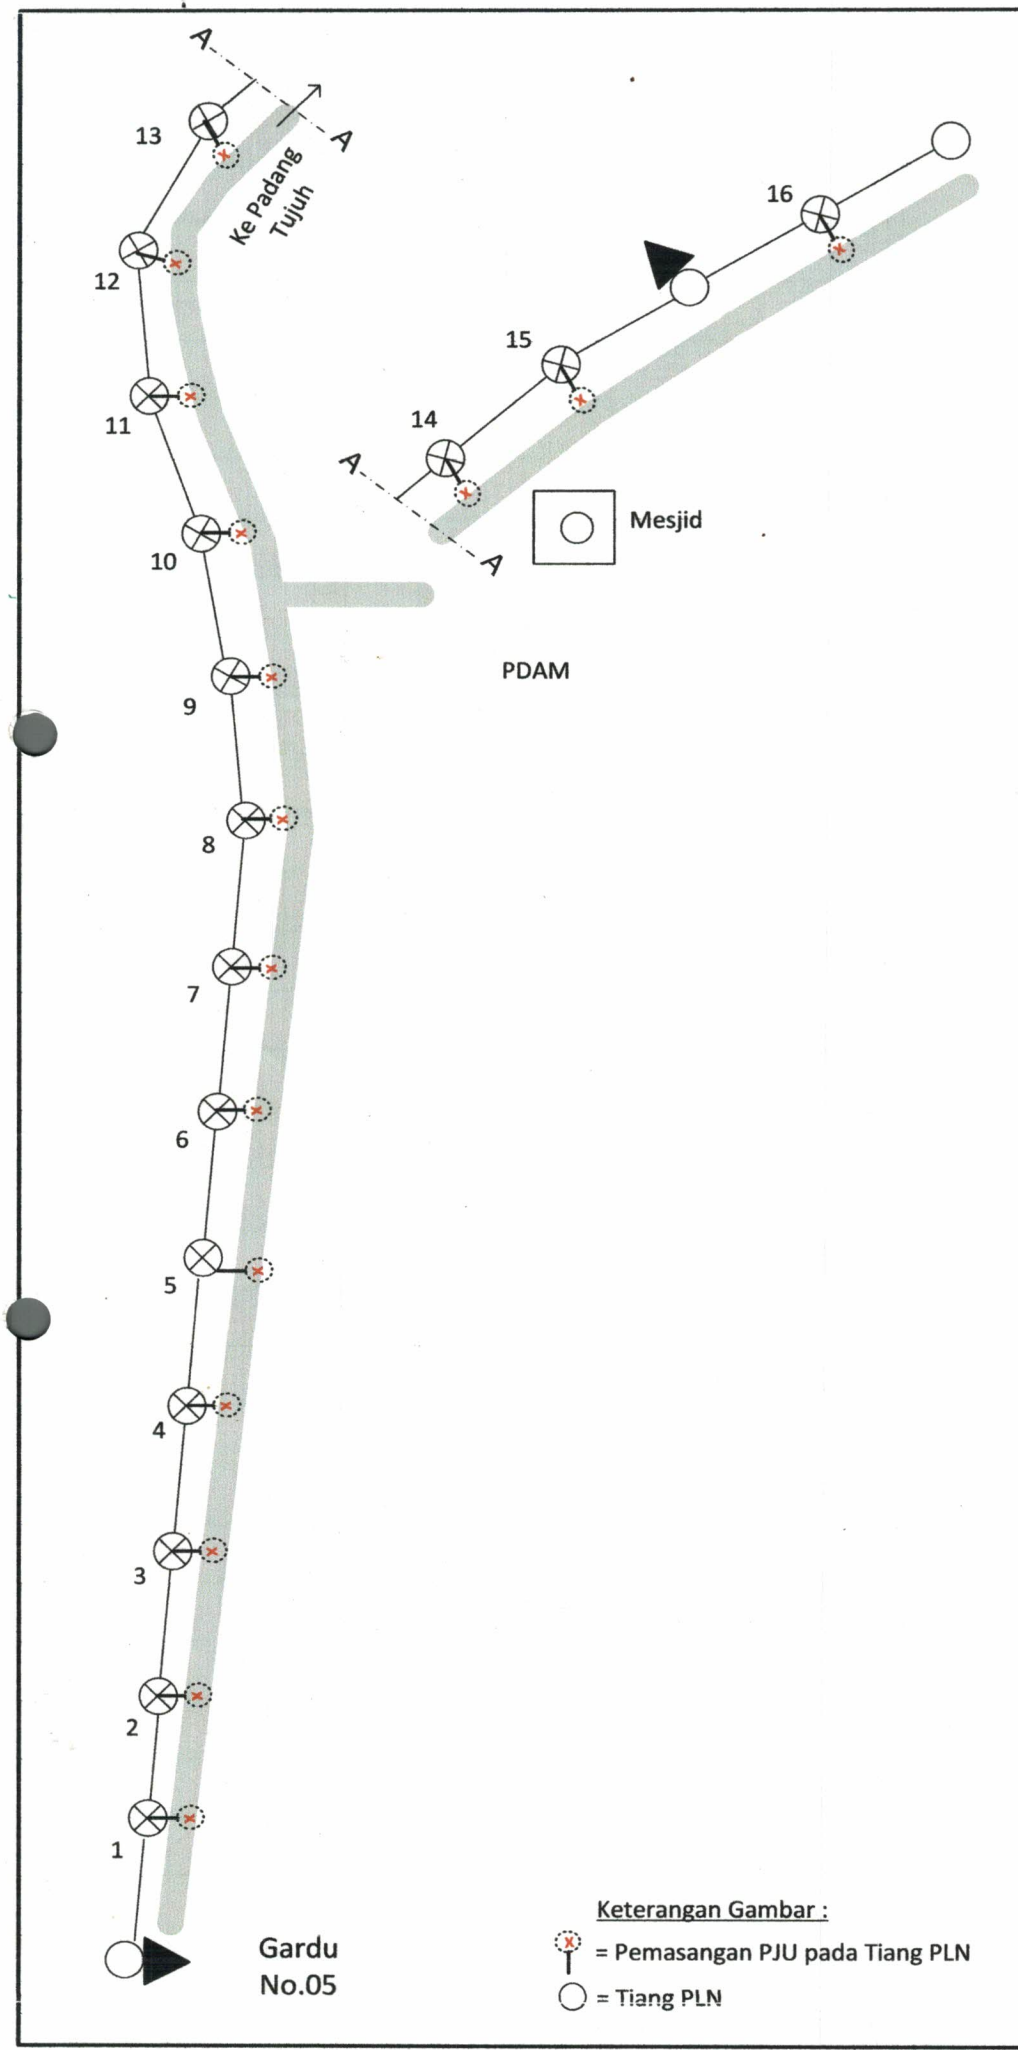 A
13
A
Ke Padang
Tujuh
12
11
10
9
8
7
6
5
4
3
2
1
16
15
14
A
A
Mesjid
PDAM
Gardu
No.05
Keterangan Gambar :
x = Pemasangan PJU pada Tiang PLN
= Tiang PLN